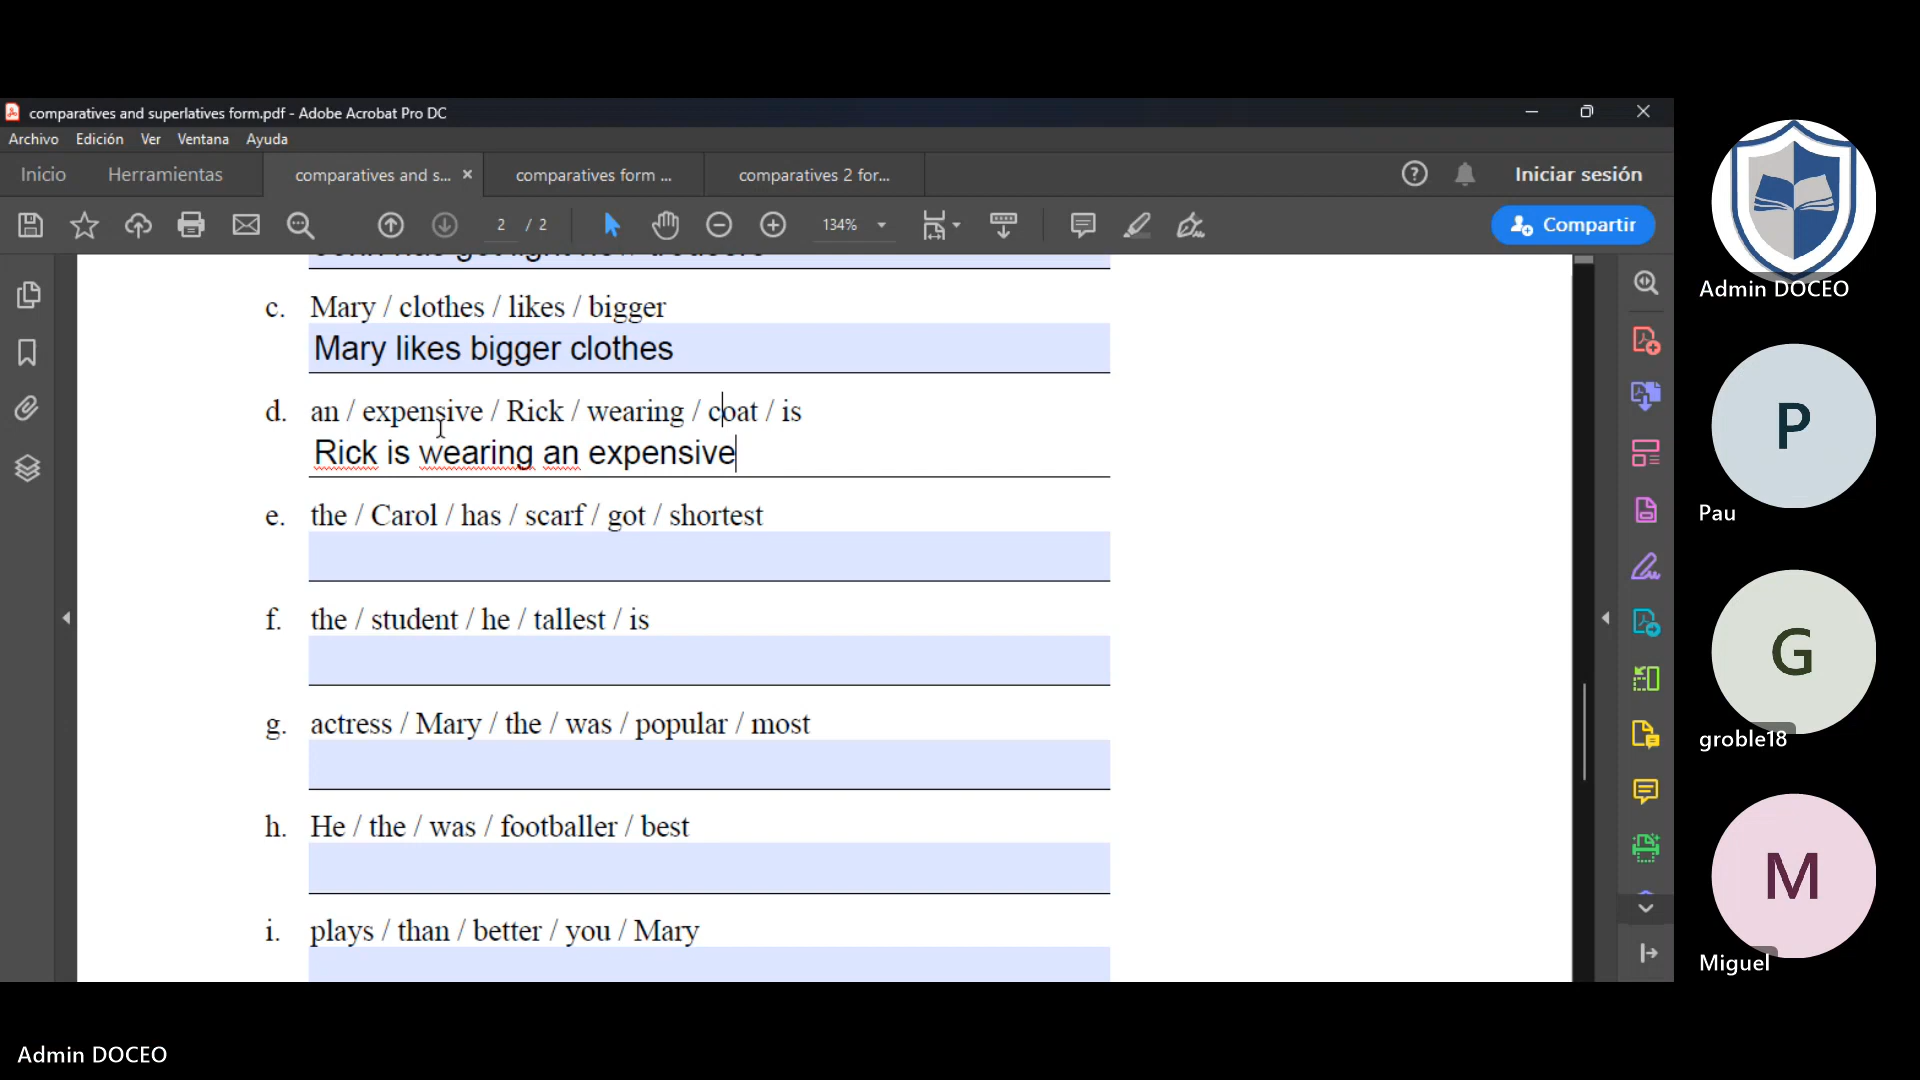 comparatives and superlatives form.pdf - Adobe Acrobat Pro DC
Archivo Edición Ver Ventana Ayuda
Inicio Herramientas comparatives and s... × comparatives form ... comparatives 2 for... Iniciar sesión
2 / 2 134% Compartir
c. Mary / clothes / likes / bigger
Mary likes bigger clothes
d. an / expensive / Rick / wearing / coat / is
Rick is wearing an expensive
e. the / Carol / has / scarf / got / shortest
f. the / student / he / tallest / is
g. actress / Mary / the / was / popular / most
h. He / the / was / footballer / best
i. plays / than / better / you / Mary
Admin DOCEO
P
Pau
G
groble18
M
Miguel
Admin DOCEO